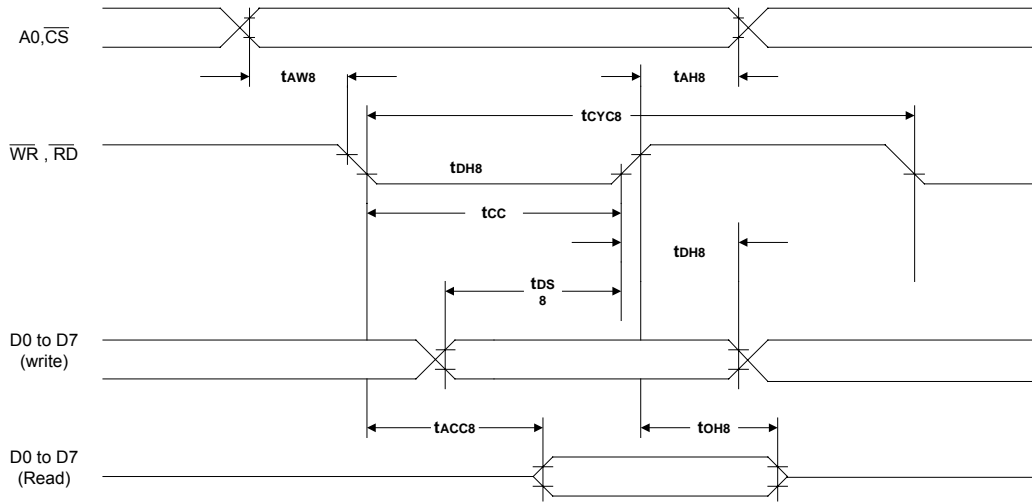 A0,CS
tAW8
tAH8
tCYC8
WR , RD
tDH8
tCC
tDH8
tDS
8
D0 to D7
(write)
tACC8
tOH8
D0 to D7
(Read)